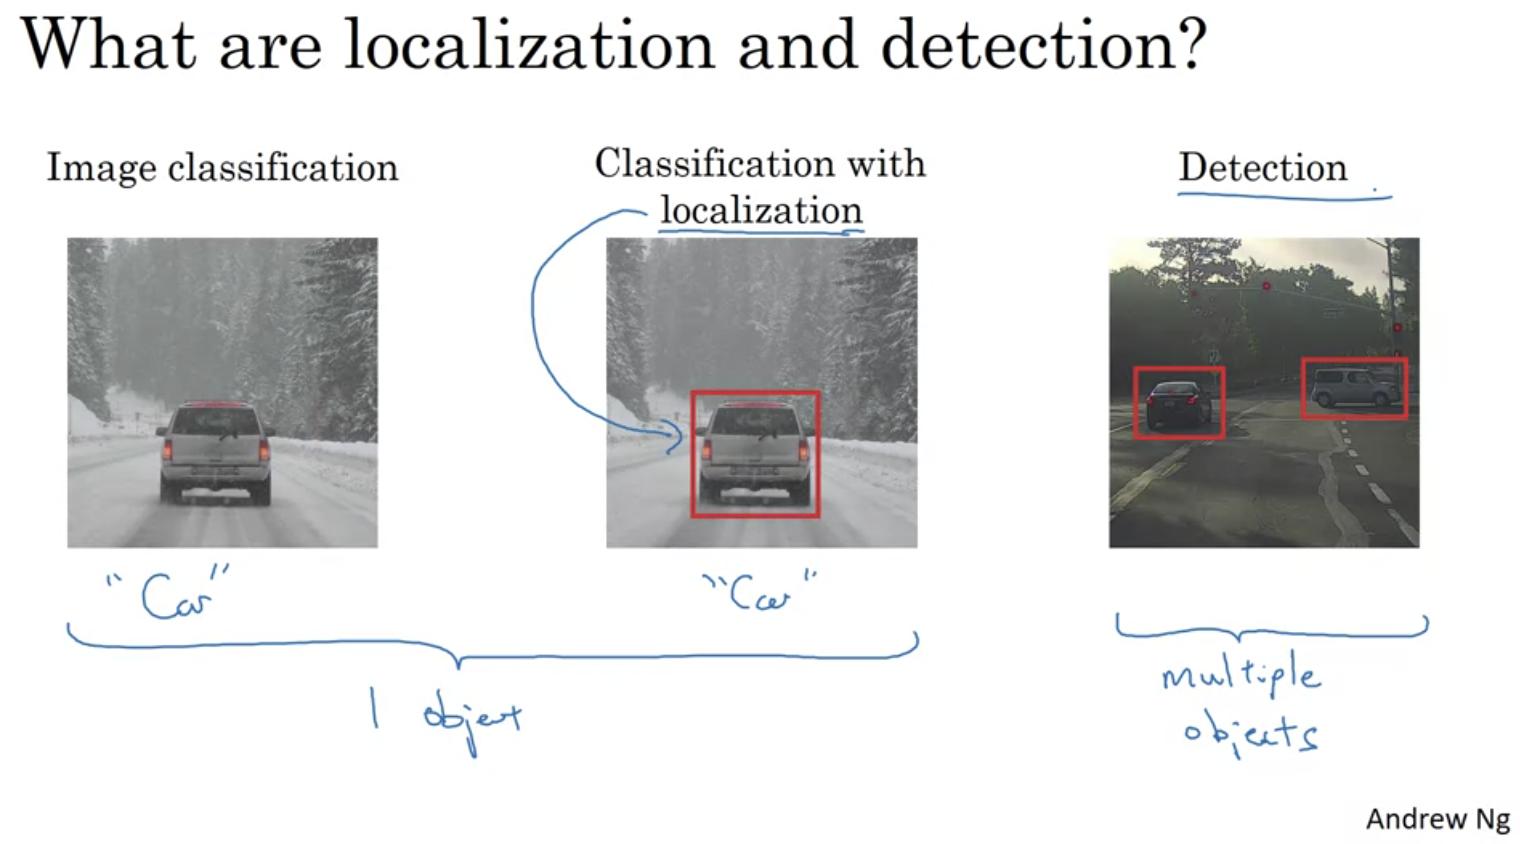 What are localization and detection?
Image classification
Classification with
localization
Detection
"Car"
"Car"
1 object
multiple
objects
Andrew Ng